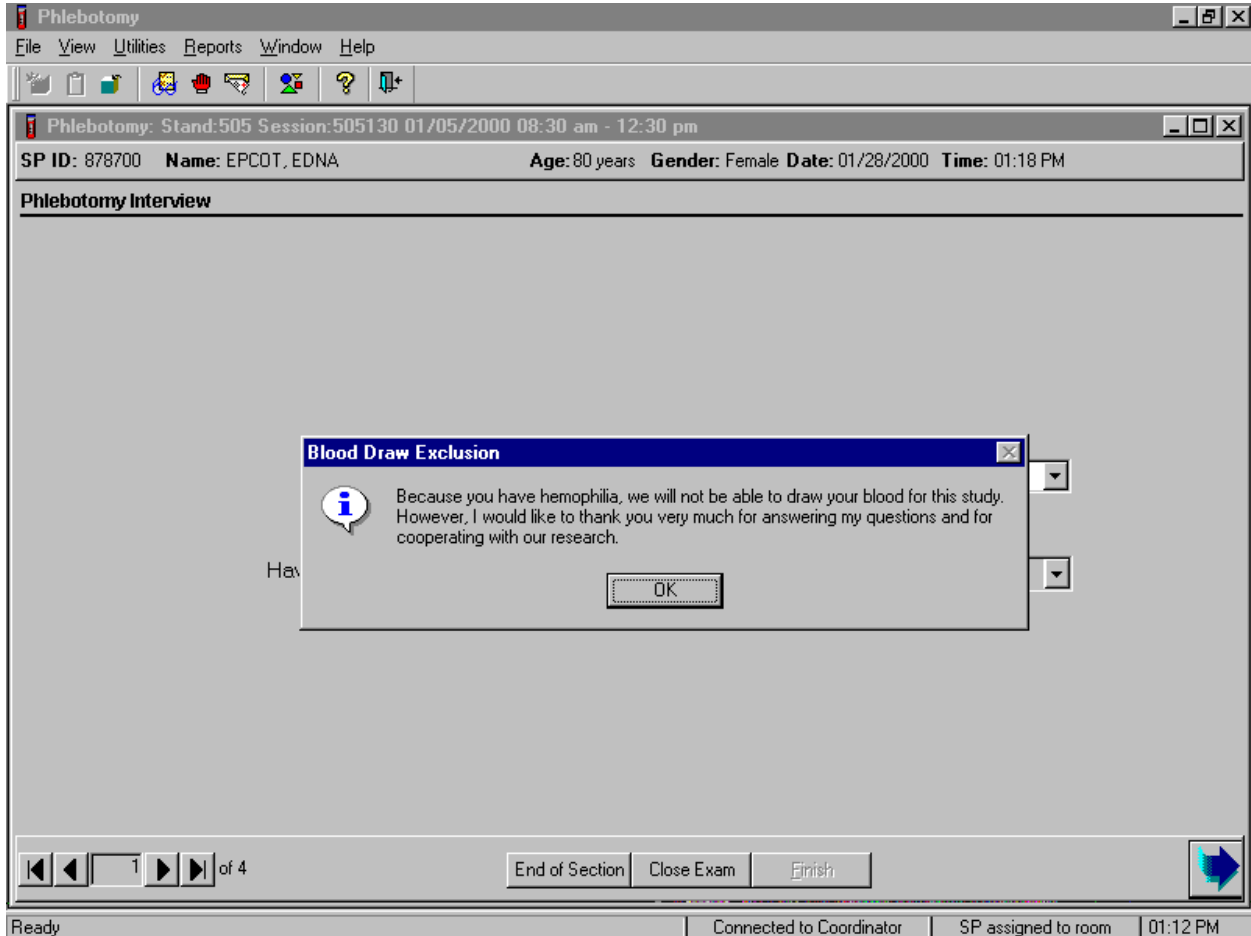 Phlebotomy
File View Utilities Reports Window Help
Phlebotomy: Stand:505 Session:505130 01/05/2000 08:30 am - 12:30 pm
SP ID: 878700 Name: EPCOT, EDNA Age: 80 years Gender: Female Date: 01/28/2000 Time: 01:18 PM
Phlebotomy Interview
Blood Draw Exclusion
Because you have hemophilia, we will not be able to draw your blood for this study.
However, I would like to thank you very much for answering my questions and for
cooperating with our research.
OK
1 of 4 End of Section Close Exam Finish
Ready Connected to Coordinator SP assigned to room 01:12 PM